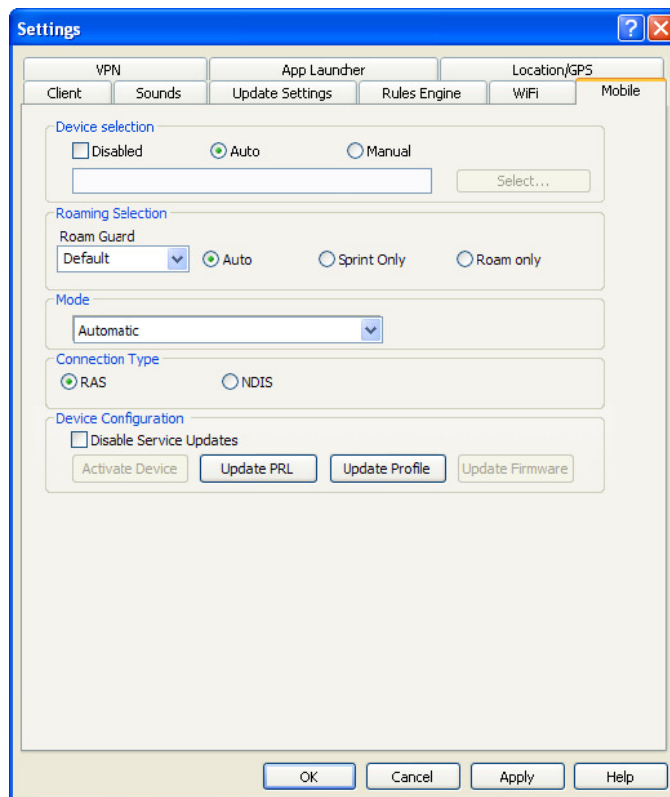 Settings
VPN App Launcher Location/GPS
Client Sounds Update Settings Rules Engine WiFi Mobile
Device selection
Disabled Auto Manual
Select...
Roaming Selection
Roam Guard
Default Auto Sprint Only Roam only
Mode
Automatic
Connection Type
RAS NDIS
Device Configuration
Disable Service Updates
Activate Device Update PRL Update Profile Update Firmware
OK Cancel Apply Help